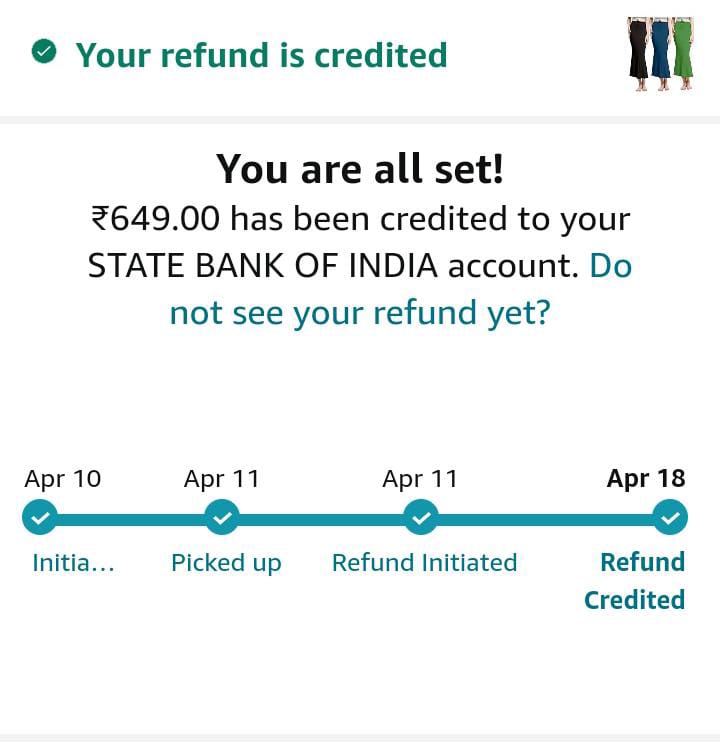 Your refund is credited
You are all set!
₹649.00 has been credited to your
STATE BANK OF INDIA account. Do
not see your refund yet?
Apr 10
Apr 11
Apr 11
Apr 18
Initia...
Picked up
Refund Initiated
Refund
Credited